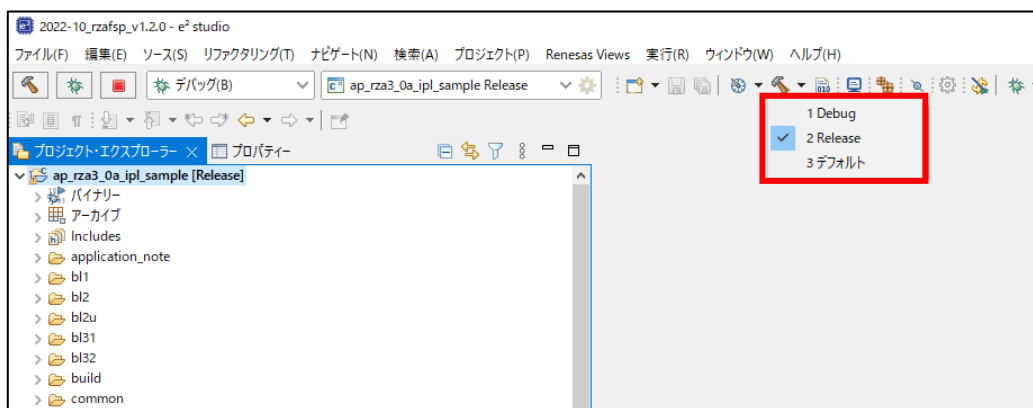 2022-10_rzafsp_v1.2.0 - e² studio
ファイル(F) 編集(E) ソース(S) リファクタリング(T) ナビゲート(N) 検索(A) プロジェクト(P) Renesas Views 実行(R) ウィンドウ(W) ヘルプ(H)
デバッグ(B) ap_rza3_0a_ipl_sample Release
1 Debug
2 Release
3 デフォルト
プロジェクト・エクスプローラー プロパティー
ap_rza3_0a_ipl_sample [Release]
バイナリー
アーカイブ
Includes
application_note
bl1
bl2
bl2u
bl31
bl32
build
common